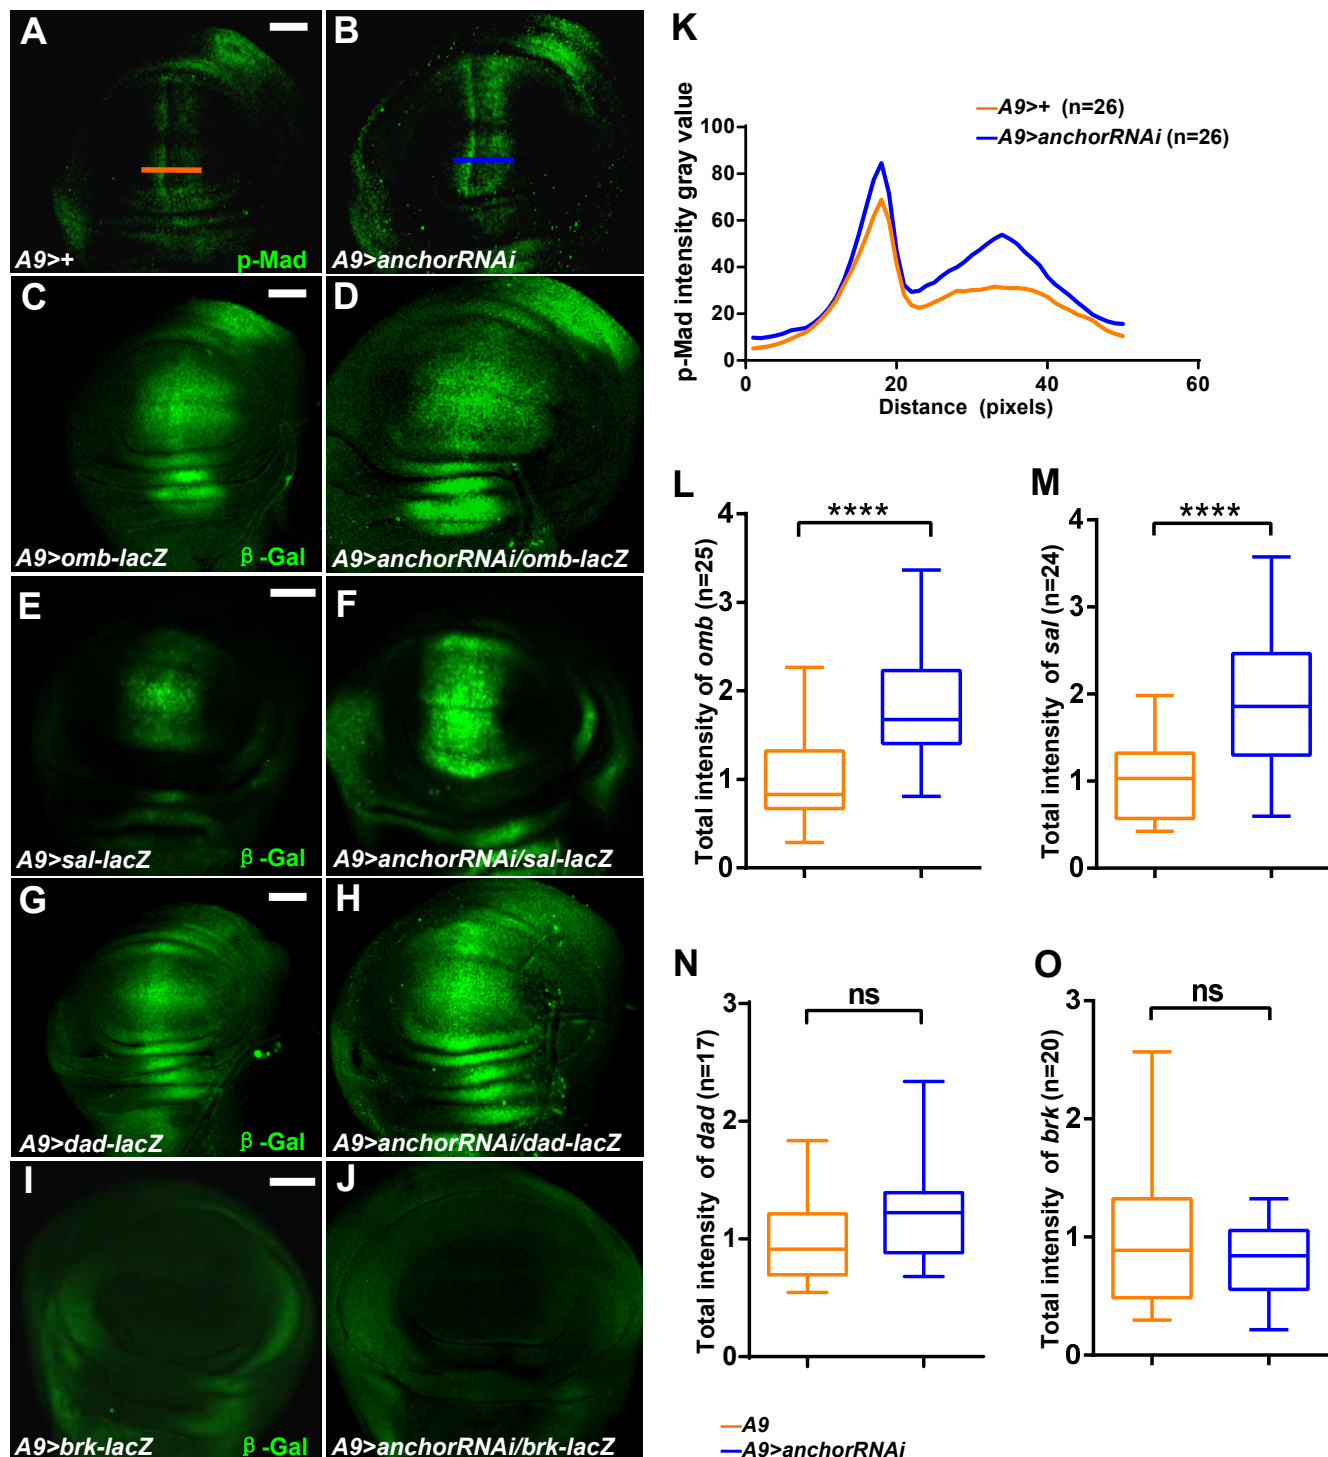 A
A9>+
p-Mad
B
A9>anchorRNAi
C
A9>omb-lacZ
β-Gal
D
A9>anchorRNAi/omb-lacZ
E
A9>sal-lacZ
β-Gal
F
A9>anchorRNAi/sal-lacZ
G
A9>dad-lacZ
β-Gal
H
A9>anchorRNAi/dad-lacZ
I
A9>brk-lacZ
β-Gal
J
A9>anchorRNAi/brk-lacZ
K
A9>+ (n=26)
A9>anchorRNAi (n=26)
p-Mad intensity gray value
100
80
60
40
20
0
0 20 40 60
Distance (pixels)
L
****
Total intensity of omb (n=25)
4
3
2
1
0
M
****
Total intensity of sal (n=24)
4
3
2
1
0
N
ns
Total intensity of dad (n=17)
3
2
1
0
O
ns
Total intensity of brk (n=20)
3
2
1
0
A9
A9>anchorRNAi